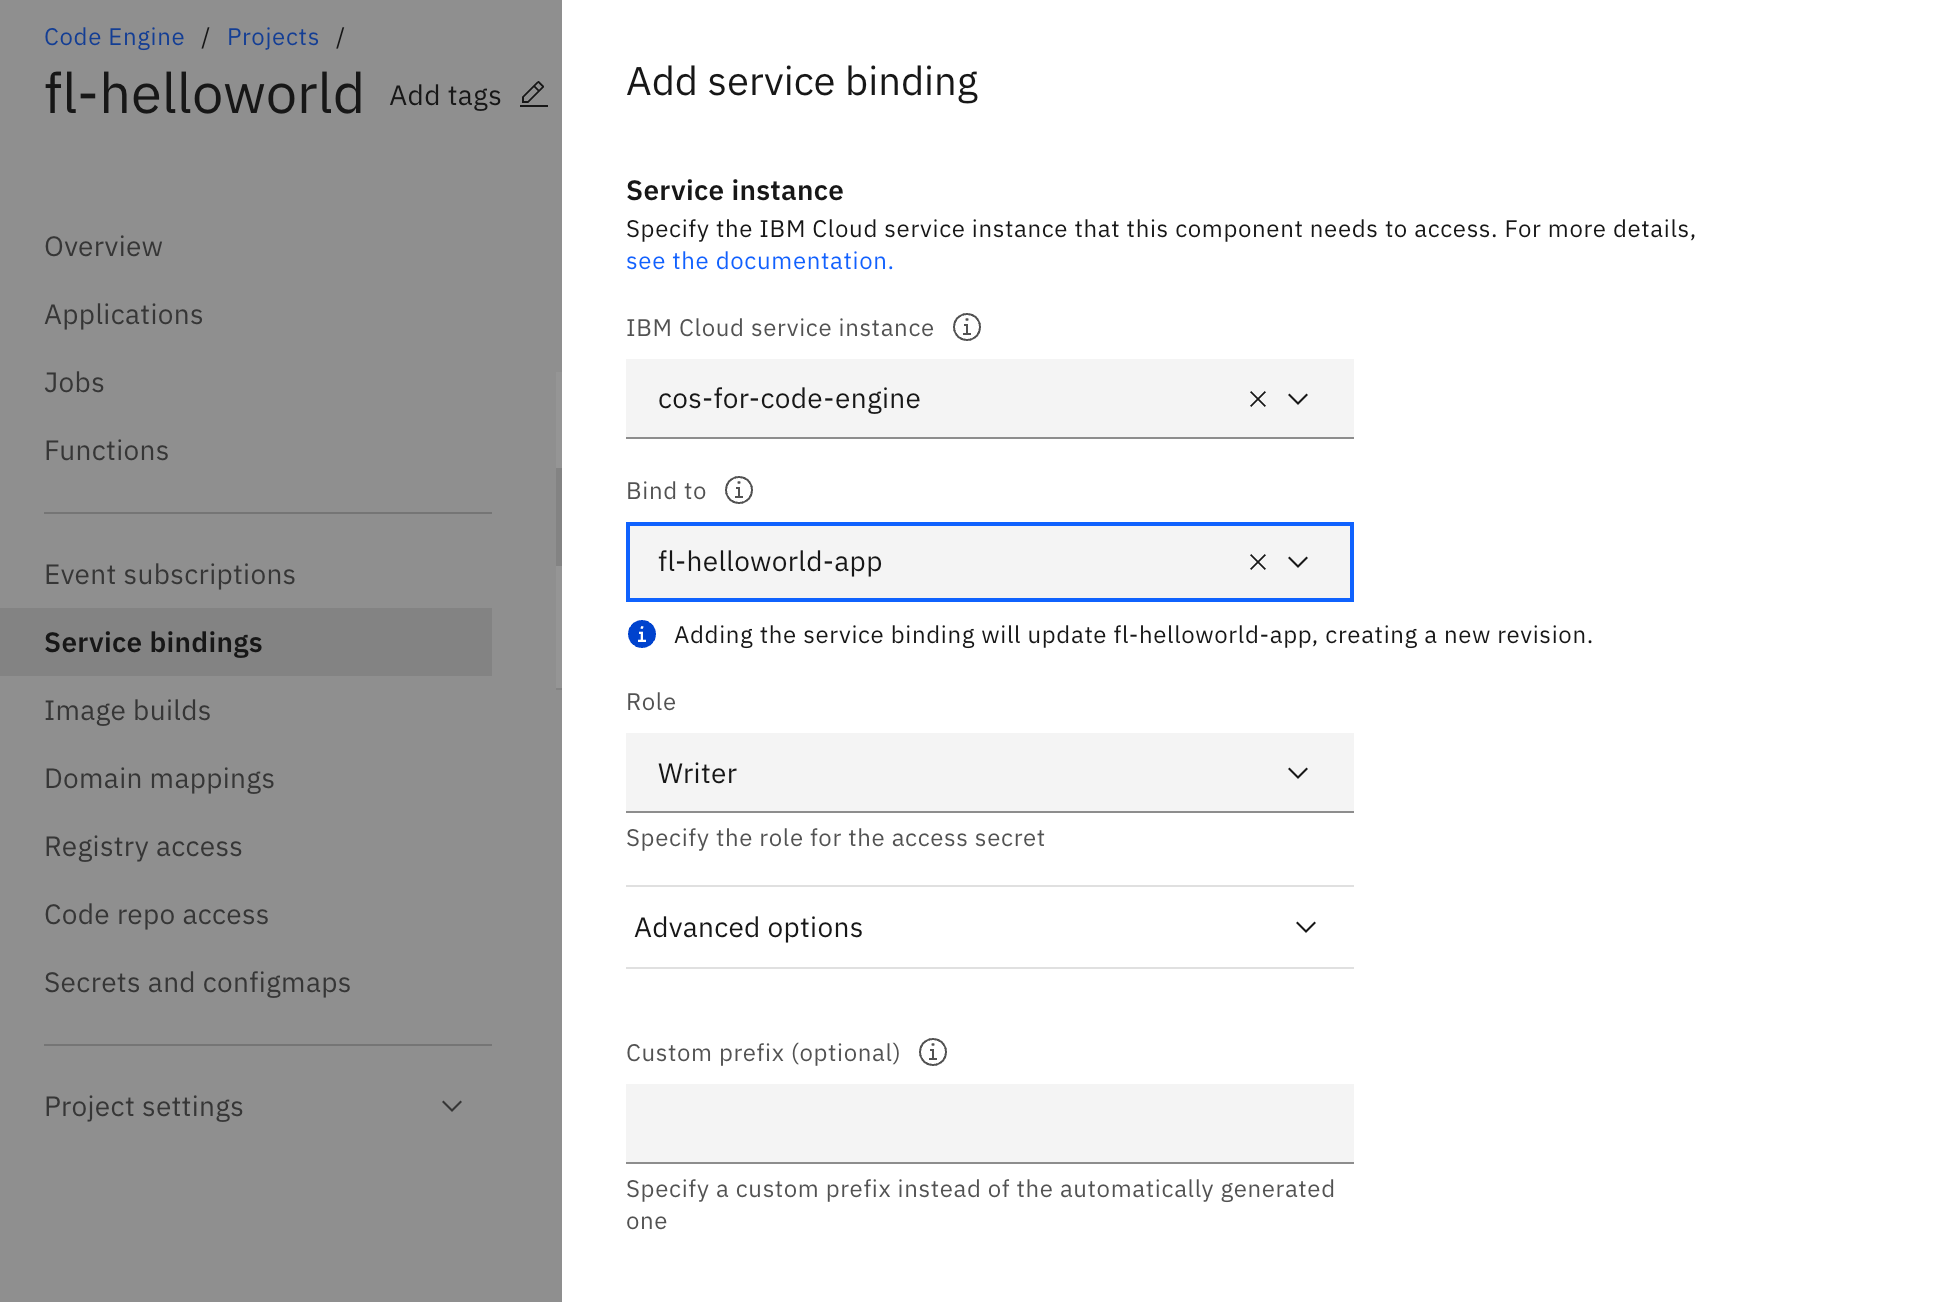 Code Engine / Projects /
fl-helloworld Add tags
Overview
Applications
Jobs
Functions
Event subscriptions
Service bindings
Image builds
Domain mappings
Registry access
Code repo access
Secrets and configmaps
Project settings
Add service binding
Service instance
Specify the IBM Cloud service instance that this component needs to access. For more details,
see the documentation.
IBM Cloud service instance
cos-for-code-engine
Bind to
fl-helloworld-app
Adding the service binding will update fl-helloworld-app, creating a new revision.
Role
Writer
Specify the role for the access secret
Advanced options
Custom prefix (optional)
Specify a custom prefix instead of the automatically generated
one